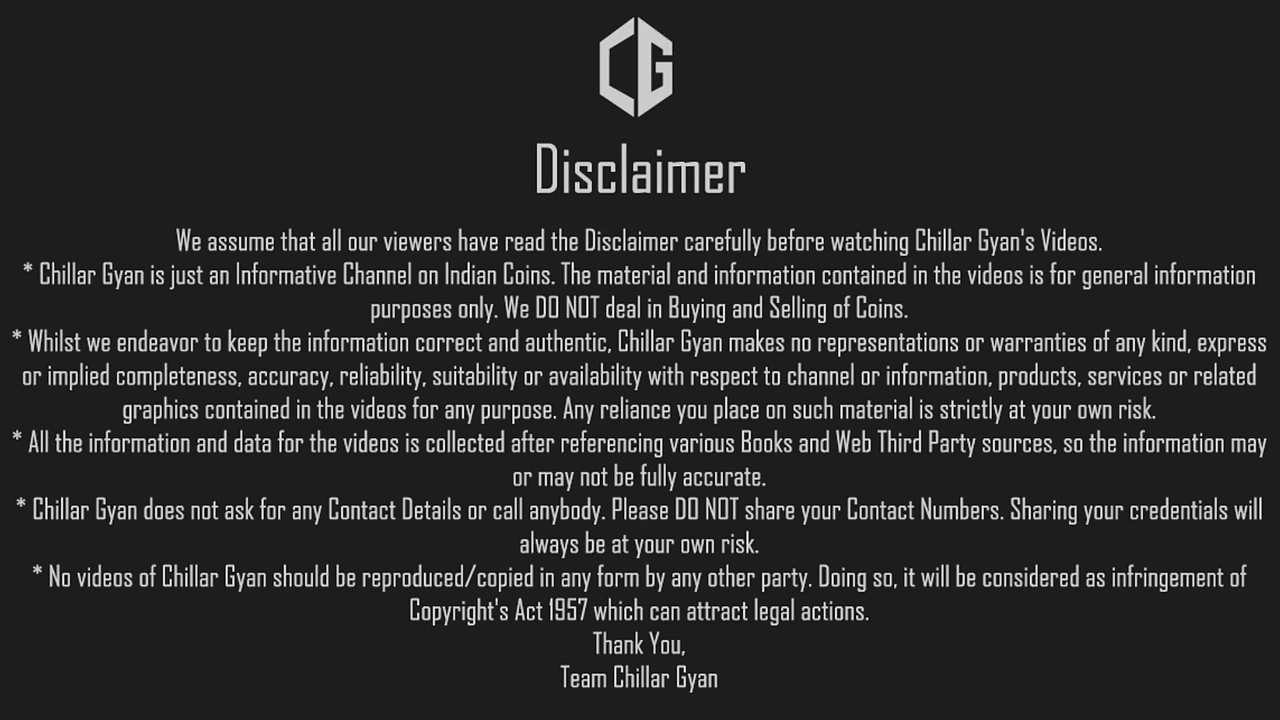 CG
Disclaimer
We assume that all our viewers have read the Disclaimer carefully before watching Chillar Gyan's Videos.
* Chillar Gyan is just an Informative Channel on Indian Coins. The material and information contained in the videos is for general information
purposes only. We DO NOT deal in Buying and Selling of Coins.
* Whilst we endeavor to keep the information correct and authentic, Chillar Gyan makes no representations or warranties of any kind, express
or implied completeness, accuracy, reliability, suitability or availability with respect to channel or information, products, services or related
graphics contained in the videos for any purpose. Any reliance you place on such material is strictly at your own risk.
* All the information and data for the videos is collected after referencing various Books and Web Third Party sources, so the information may
or may not be fully accurate.
* Chillar Gyan does not ask for any Contact Details or call anybody. Please DO NOT share your Contact Numbers. Sharing your credentials will
always be at your own risk.
* No videos of Chillar Gyan should be reproduced/copied in any form by any other party. Doing so, it will be considered as infringement of
Copyright's Act 1957 which can attract legal actions.
Thank You,
Team Chillar Gyan